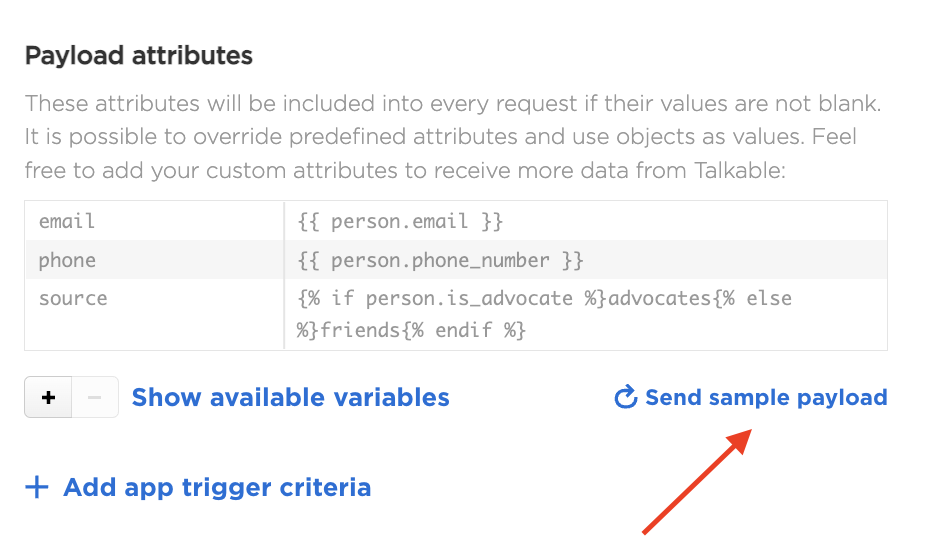 Payload attributes
These attributes will be included into every request if their values are not blank.
It is possible to override predefined attributes and use objects as values. Feel
free to add your custom attributes to receive more data from Talkable:
email {{ person.email }}
phone {{ person.phone_number }}
source {% if person.is_advocate %}advocates{% else
%}friends{% endif %}
+ − Show available variables Send sample payload
+ Add app trigger criteria